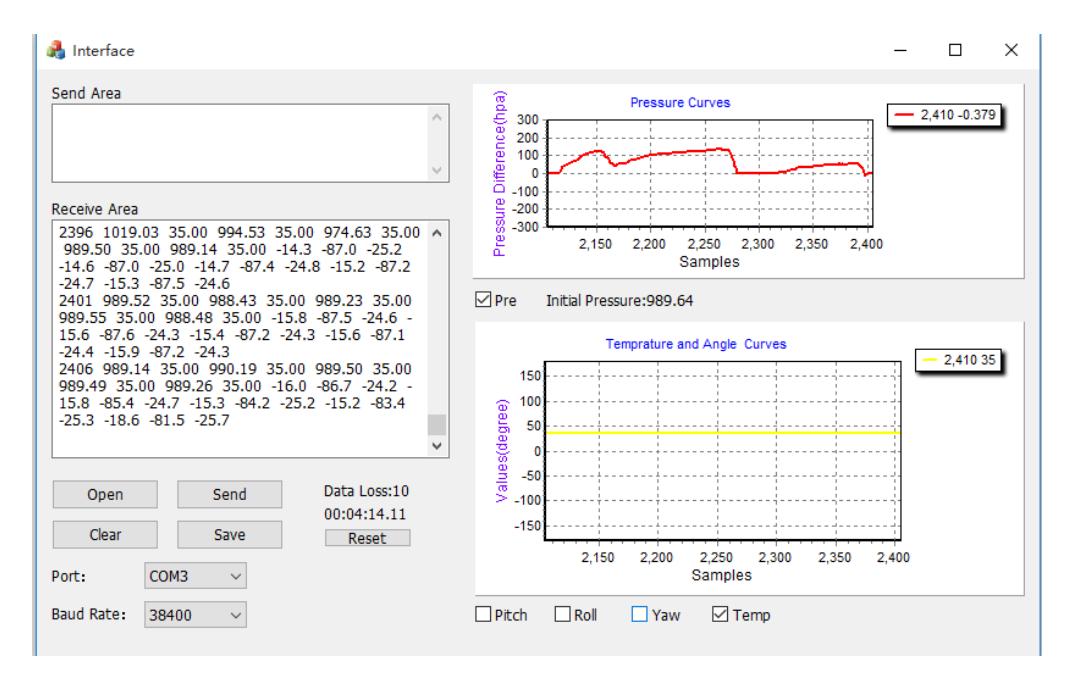 Interface
Send Area
Receive Area
2396 1019.03 35.00 994.53 35.00 974.63 35.00
989.50 35.00 989.14 35.00 -14.3 -87.0 -25.2
-14.6 -87.0 -25.0 -14.7 -87.4 -24.8 -15.2 -87.2
-24.7 -15.3 -87.5 -24.6
2401 989.52 35.00 988.43 35.00 989.23 35.00
989.55 35.00 988.48 35.00 -15.8 -87.5 -24.6 -
15.6 -87.6 -24.3 -15.4 -87.2 -24.3 -15.6 -87.1
-24.4 -15.9 -87.2 -24.3
2406 989.14 35.00 990.19 35.00 989.50 35.00
989.49 35.00 989.26 35.00 -16.0 -86.7 -24.2 -
15.8 -85.4 -24.7 -15.3 -84.2 -25.2 -15.2 -83.4
-25.3 -18.6 -81.5 -25.7
Open Send
Clear Save
Data Loss:10
00:04:14.11
Reset
Port: COM3
Baud Rate: 38400
Pressure Curves
2,410 -0.379
Pressure Difference(hpa)
300
200
100
0
-100
-200
-300
2,150 2,200 2,250 2,300 2,350 2,400
Samples
Pre Initial Pressure:989.64
Temprature and Angle Curves
2,410 35
Values(degree)
150
100
50
0
-50
-100
-150
2,150 2,200 2,250 2,300 2,350 2,400
Samples
Pitch Roll Yaw Temp